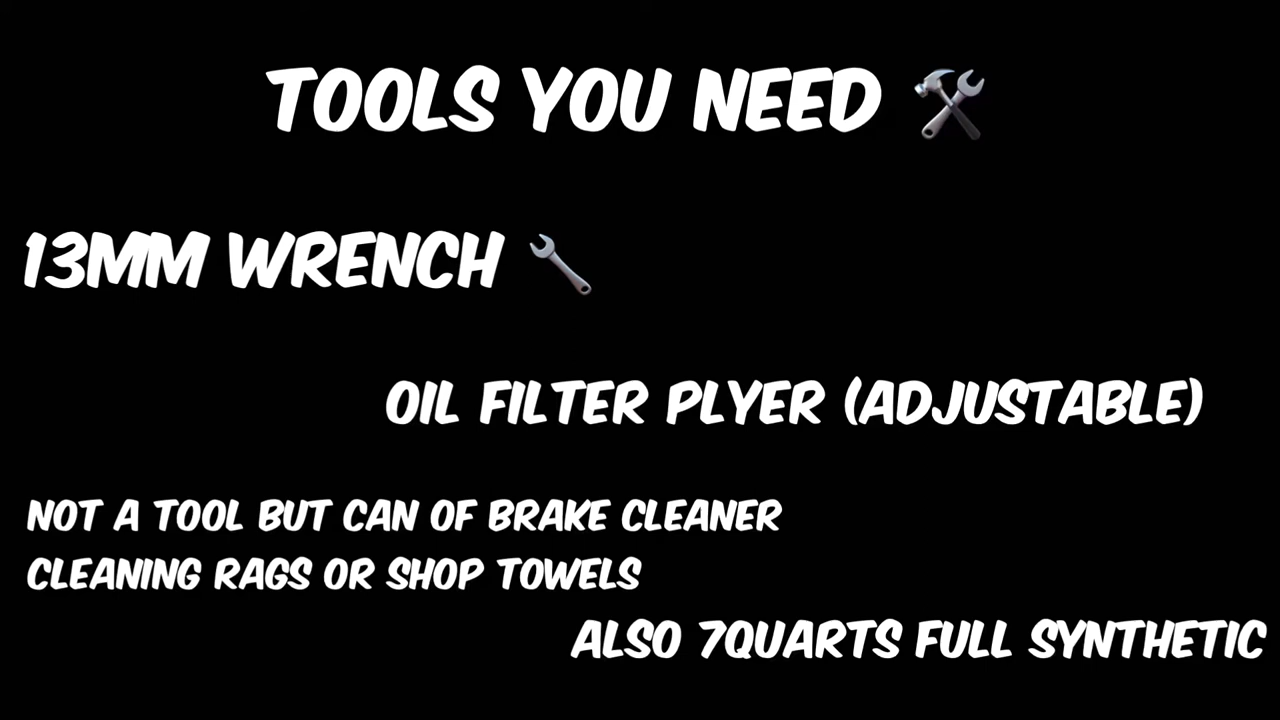 TOOLS YOU NEED 🛠
13MM WRENCH 🔧
OIL FILTER PLYER (ADJUSTABLE)
NOT A TOOL BUT CAN OF BRAKE CLEANER
CLEANING RAGS OR SHOP TOWELS
ALSO 7QUARTS FULL SYNTHETIC